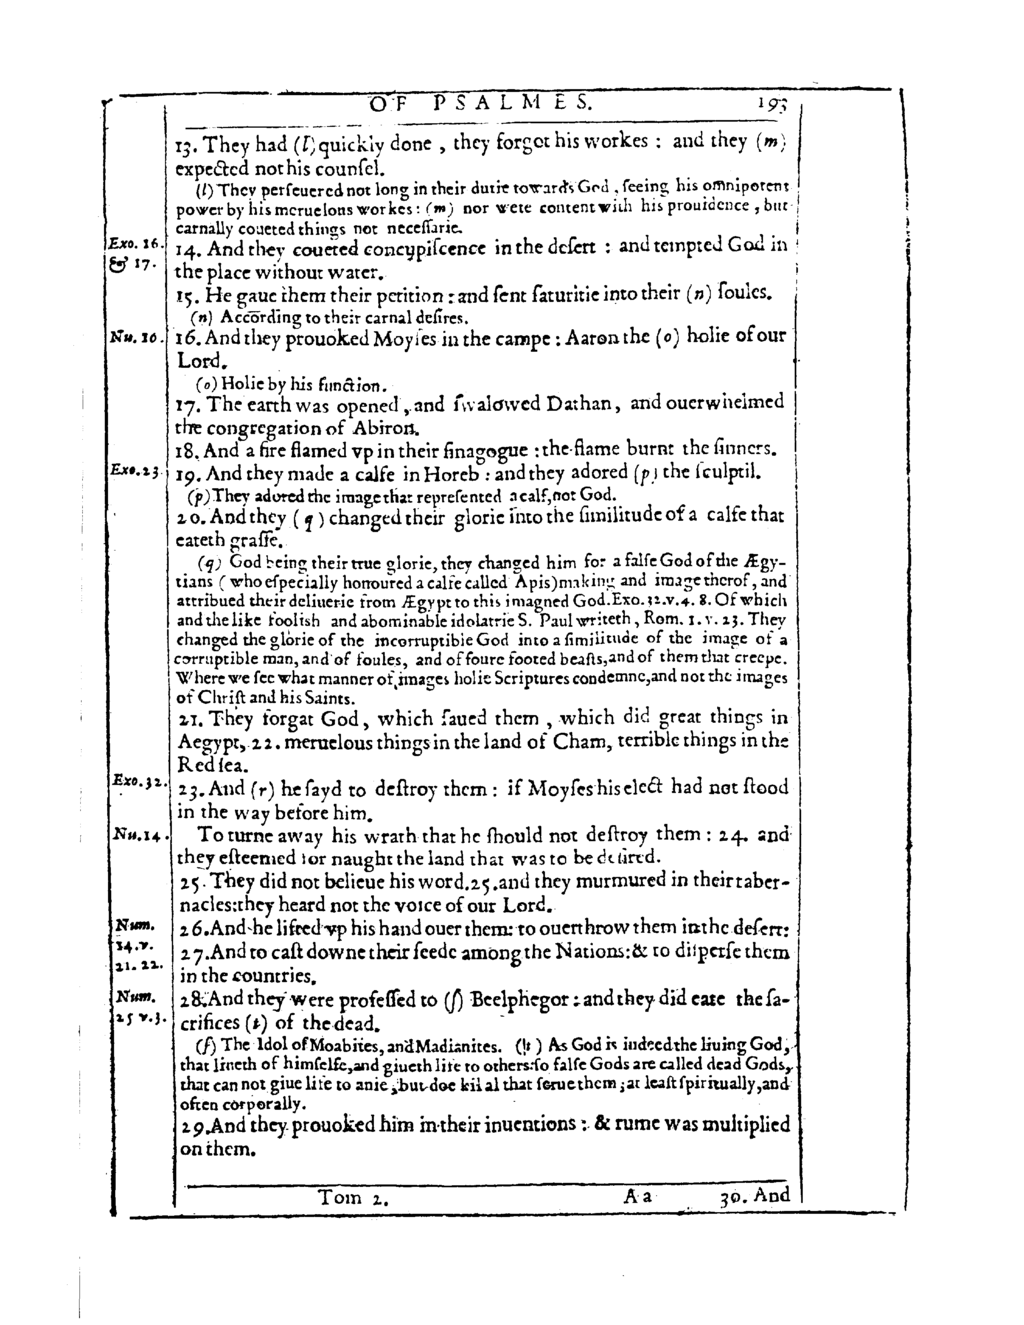 OF PSALMES. 193
13. They had (l) quickly done , they forgot his workes : and they (m)
expected not his counsel.
(l) They perseuered not long in their dutie towards God , seeing his omnipotent
power by his meruelous workes : (m) nor wete content with his prouidence , but
carnally coueted things not necessarie.
Exo. 16. 14. And they coueted concupiscence in the desert : and tempted God in
& 17. the place without water.
15. He gaue them their petition : and sent saturitie into their (n) soules.
(n) According to their carnal desires.
Nu. 16. 16. And they prouoked Moyses in the campe : Aaron the (o) holie of our
Lord.
(o) Holie by his function.
17. The earth was opened , and swalowed Dathan, and ouerwhelmed
the congregation of Abiron.
18. And a fire flamed vp in their sinagogue : the flame burnt the sinners.
Exo. 23. 19. And they made a calfe in Horeb : and they adored (p) the sculptil.
(p) They adored the image that represented a calf, not God.
20. And they ( q ) changed their glorie into the similitude of a calfe that
eateth grasse.
(q) God being their true glorie, they changed him for a false God of the Ægy-
tians ( who especially honoured a calfe called Apis) making and image therof , and
attribued their deliuerie from Ægypt to this imagned God. Exo. 32. v. 4. 8. Of which
and the like foolish and abominable idolatrie S. Paul writeth , Rom. 1. v. 23. They
changed the glorie of the incorruptible God into a similitude of the image of a
corruptible man, and of foules, and of foure footed beasts, and of them that creepe.
Where we see what manner of images holie Scriptures condemne, and not the images
of Christ and his Saints.
21. They forgat God , which saued them , which did great things in
Aegypt, 22. meruelous things in the land of Cham, terrible things in the
Red sea.
Exo. 32. 23. And (r) he sayd to destroy them : if Moyses his elect had not stood
in the way before him.
Nu. 14. To turne away his wrath that he should not destroy them : 24. and
they esteemed for naught the land that was to be desired.
25. They did not belieue his word. 25. and they murmured in their taber-
nacles: they heard not the voice of our Lord.
Num. 26. And he lifted vp his hand ouer them: to ouerthrow them in the desert:
14. v. 27. And to cast downe their seede among the Nations: & to disperse them
21. 22. in the countries.
Num. 28. And they were professed to (ſ) Beelphegor : and they did eate the sa-
25 v. 3. crifices (t) of the dead.
(ſ) The Idol of Moabites, and Madianites. (t) As God is indeed the liuing God,
that liueth of himselfe, and giueth life to others: so false Gods are called dead Gods,
that can not giue life to anie , but doe kil al that serue them ; at least spiritually, and
often corporally.
29. And they prouoked him in their inuentions : & ruine was multiplied
on them.
Tom 2. Aa 30. And